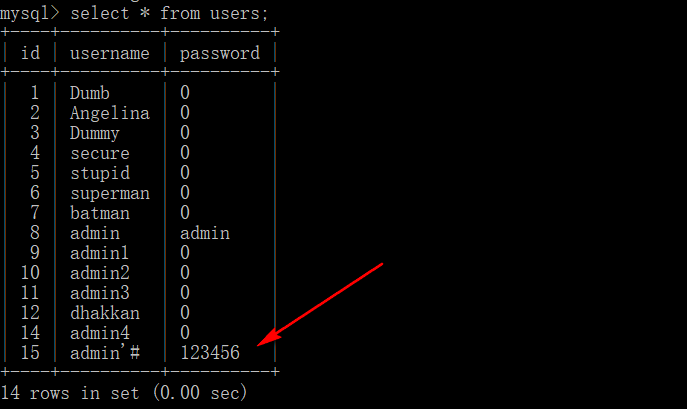 mysql> select * from users;
+----+----------+----------+
| id | username | password |
+----+----------+----------+
| 1 | Dumb | 0 |
| 2 | Angelina | 0 |
| 3 | Dummy | 0 |
| 4 | secure | 0 |
| 5 | stupid | 0 |
| 6 | superman | 0 |
| 7 | batman | 0 |
| 8 | admin | admin |
| 9 | admin1 | 0 |
| 10 | admin2 | 0 |
| 11 | admin3 | 0 |
| 12 | dhakkan | 0 |
| 14 | admin4 | 0 |
| 15 | admin'# | 123456 |
+----+----------+----------+
14 rows in set (0.00 sec)